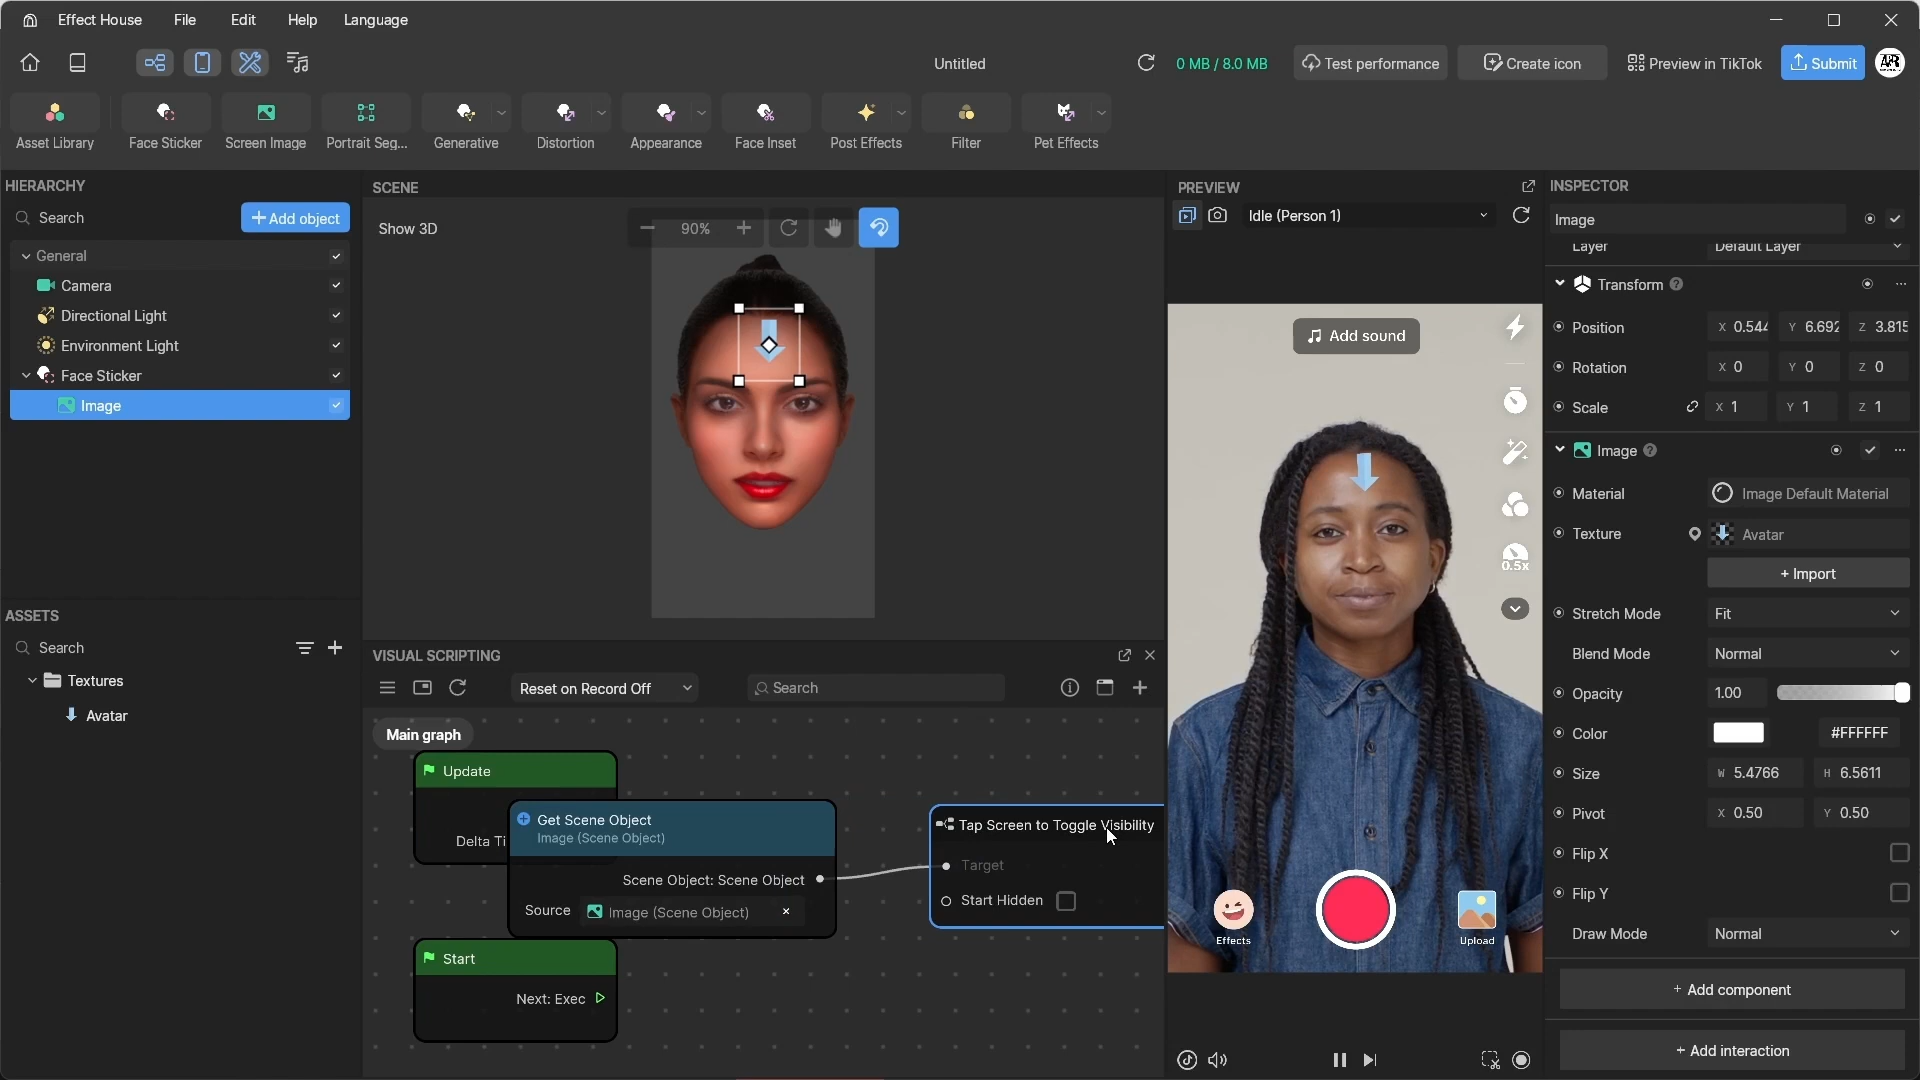 Effect House File Edit Help Language
Untitled 0 MB / 8.0 MB Test performance Create icon Preview in TikTok Submit
Asset Library Face Sticker Screen Image Portrait Seg... Generative Distortion Appearance Face Inset Post Effects Filter Pet Effects
HIERARCHY
Search Add object
General
Camera
Directional Light
Environment Light
Face Sticker
Image
ASSETS
Search
Textures
Avatar
SCENE
Show 3D 90%
VISUAL SCRIPTING
Reset on Record Off Search
Main graph
Update
Delta Ti
Get Scene Object
Image (Scene Object)
Scene Object: Scene Object
Source Image (Scene Object)
Start
Next: Exec
Tap Screen to Toggle Visibility
Target
Start Hidden
PREVIEW
Idle (Person 1)
Add sound
0.5x
Effects Upload
INSPECTOR
Image
Layer Default Layer
Transform
Position X 0.544 Y 6.692 Z 3.815
Rotation X 0 Y 0 Z 0
Scale X 1 Y 1 Z 1
Image
Material Image Default Material
Texture Avatar
+ Import
Stretch Mode Fit
Blend Mode Normal
Opacity 1.00
Color #FFFFFF
Size W 5.4766 H 6.5611
Pivot X 0.50 Y 0.50
Flip X
Flip Y
Draw Mode Normal
+ Add component
+ Add interaction